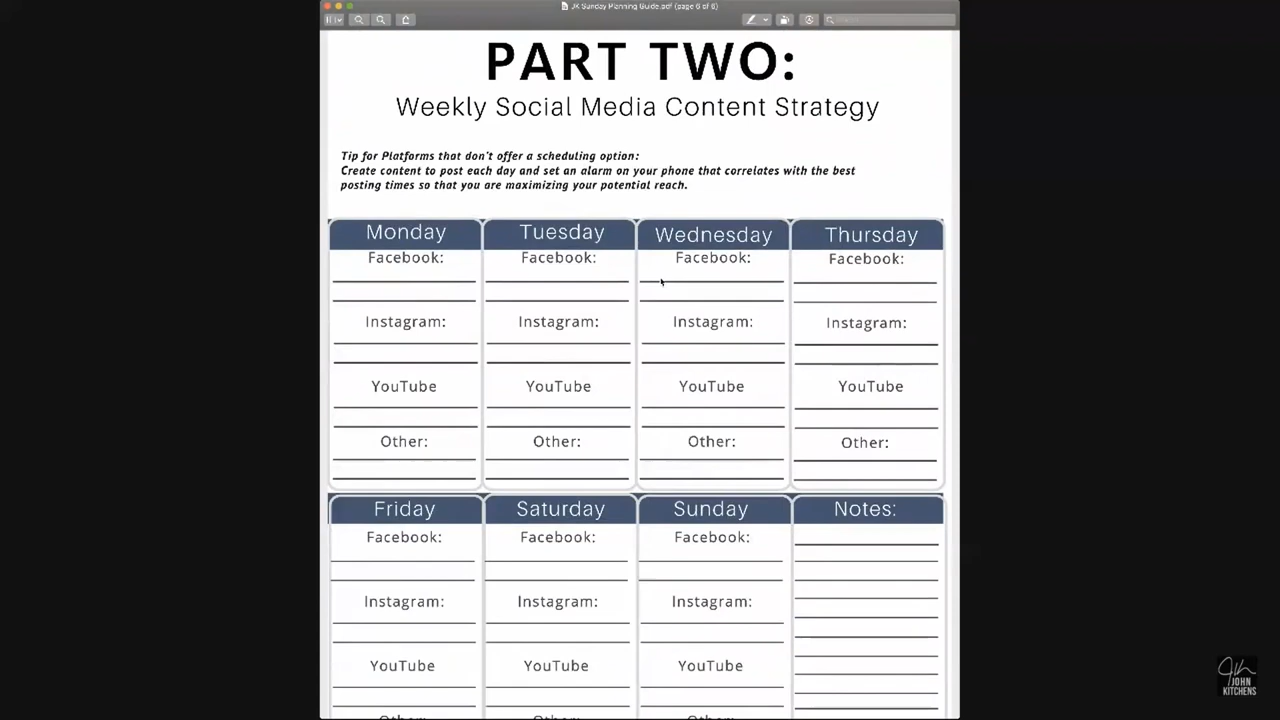 JK Sunday Planning Guide.pdf (page 6 of 6)
PART TWO:
Weekly Social Media Content Strategy
Tip for Platforms that don't offer a scheduling option:
Create content to post each day and set an alarm on your phone that correlates with the best
posting times so that you are maximizing your potential reach.
Monday Tuesday Wednesday Thursday
Facebook: Facebook: Facebook: Facebook:
Instagram: Instagram: Instagram: Instagram:
YouTube YouTube YouTube YouTube
Other: Other: Other: Other:
Friday Saturday Sunday Notes:
Facebook: Facebook: Facebook:
Instagram: Instagram: Instagram:
YouTube YouTube YouTube
Other: Other: Other:
JOHN
KITCHENS